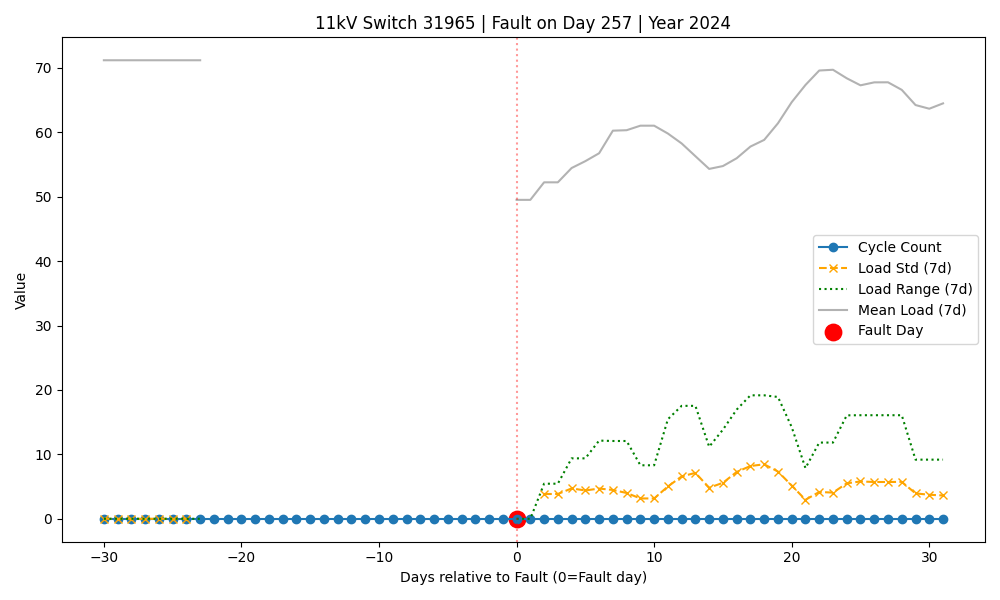 11kV Switch 31965 | Fault on Day 257 | Year 2024
Value
70
60
50
40
30
20
10
0
Cycle Count
Load Std (7d)
Load Range (7d)
Mean Load (7d)
Fault Day
−30
−20
−10
0
10
20
30
Days relative to Fault (0=Fault day)